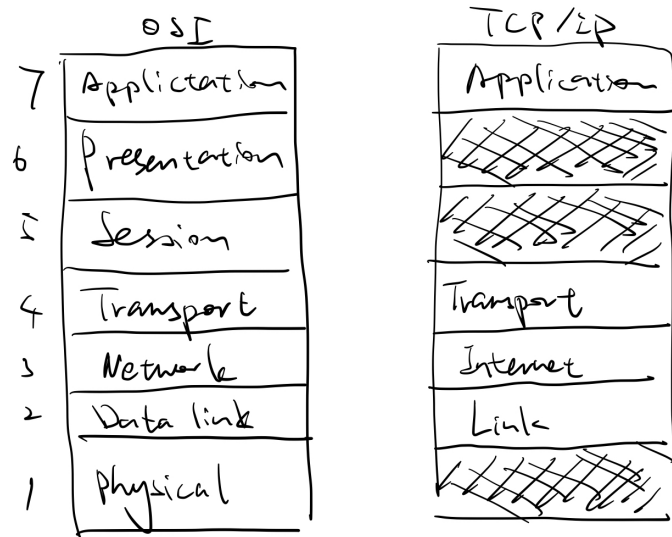 OSI
7 Applictation
6 Presentation
5 Session
4 Transport
3 Network
2 Data link
1 physical
TCP/ip
Application
Transport
Internet
Link